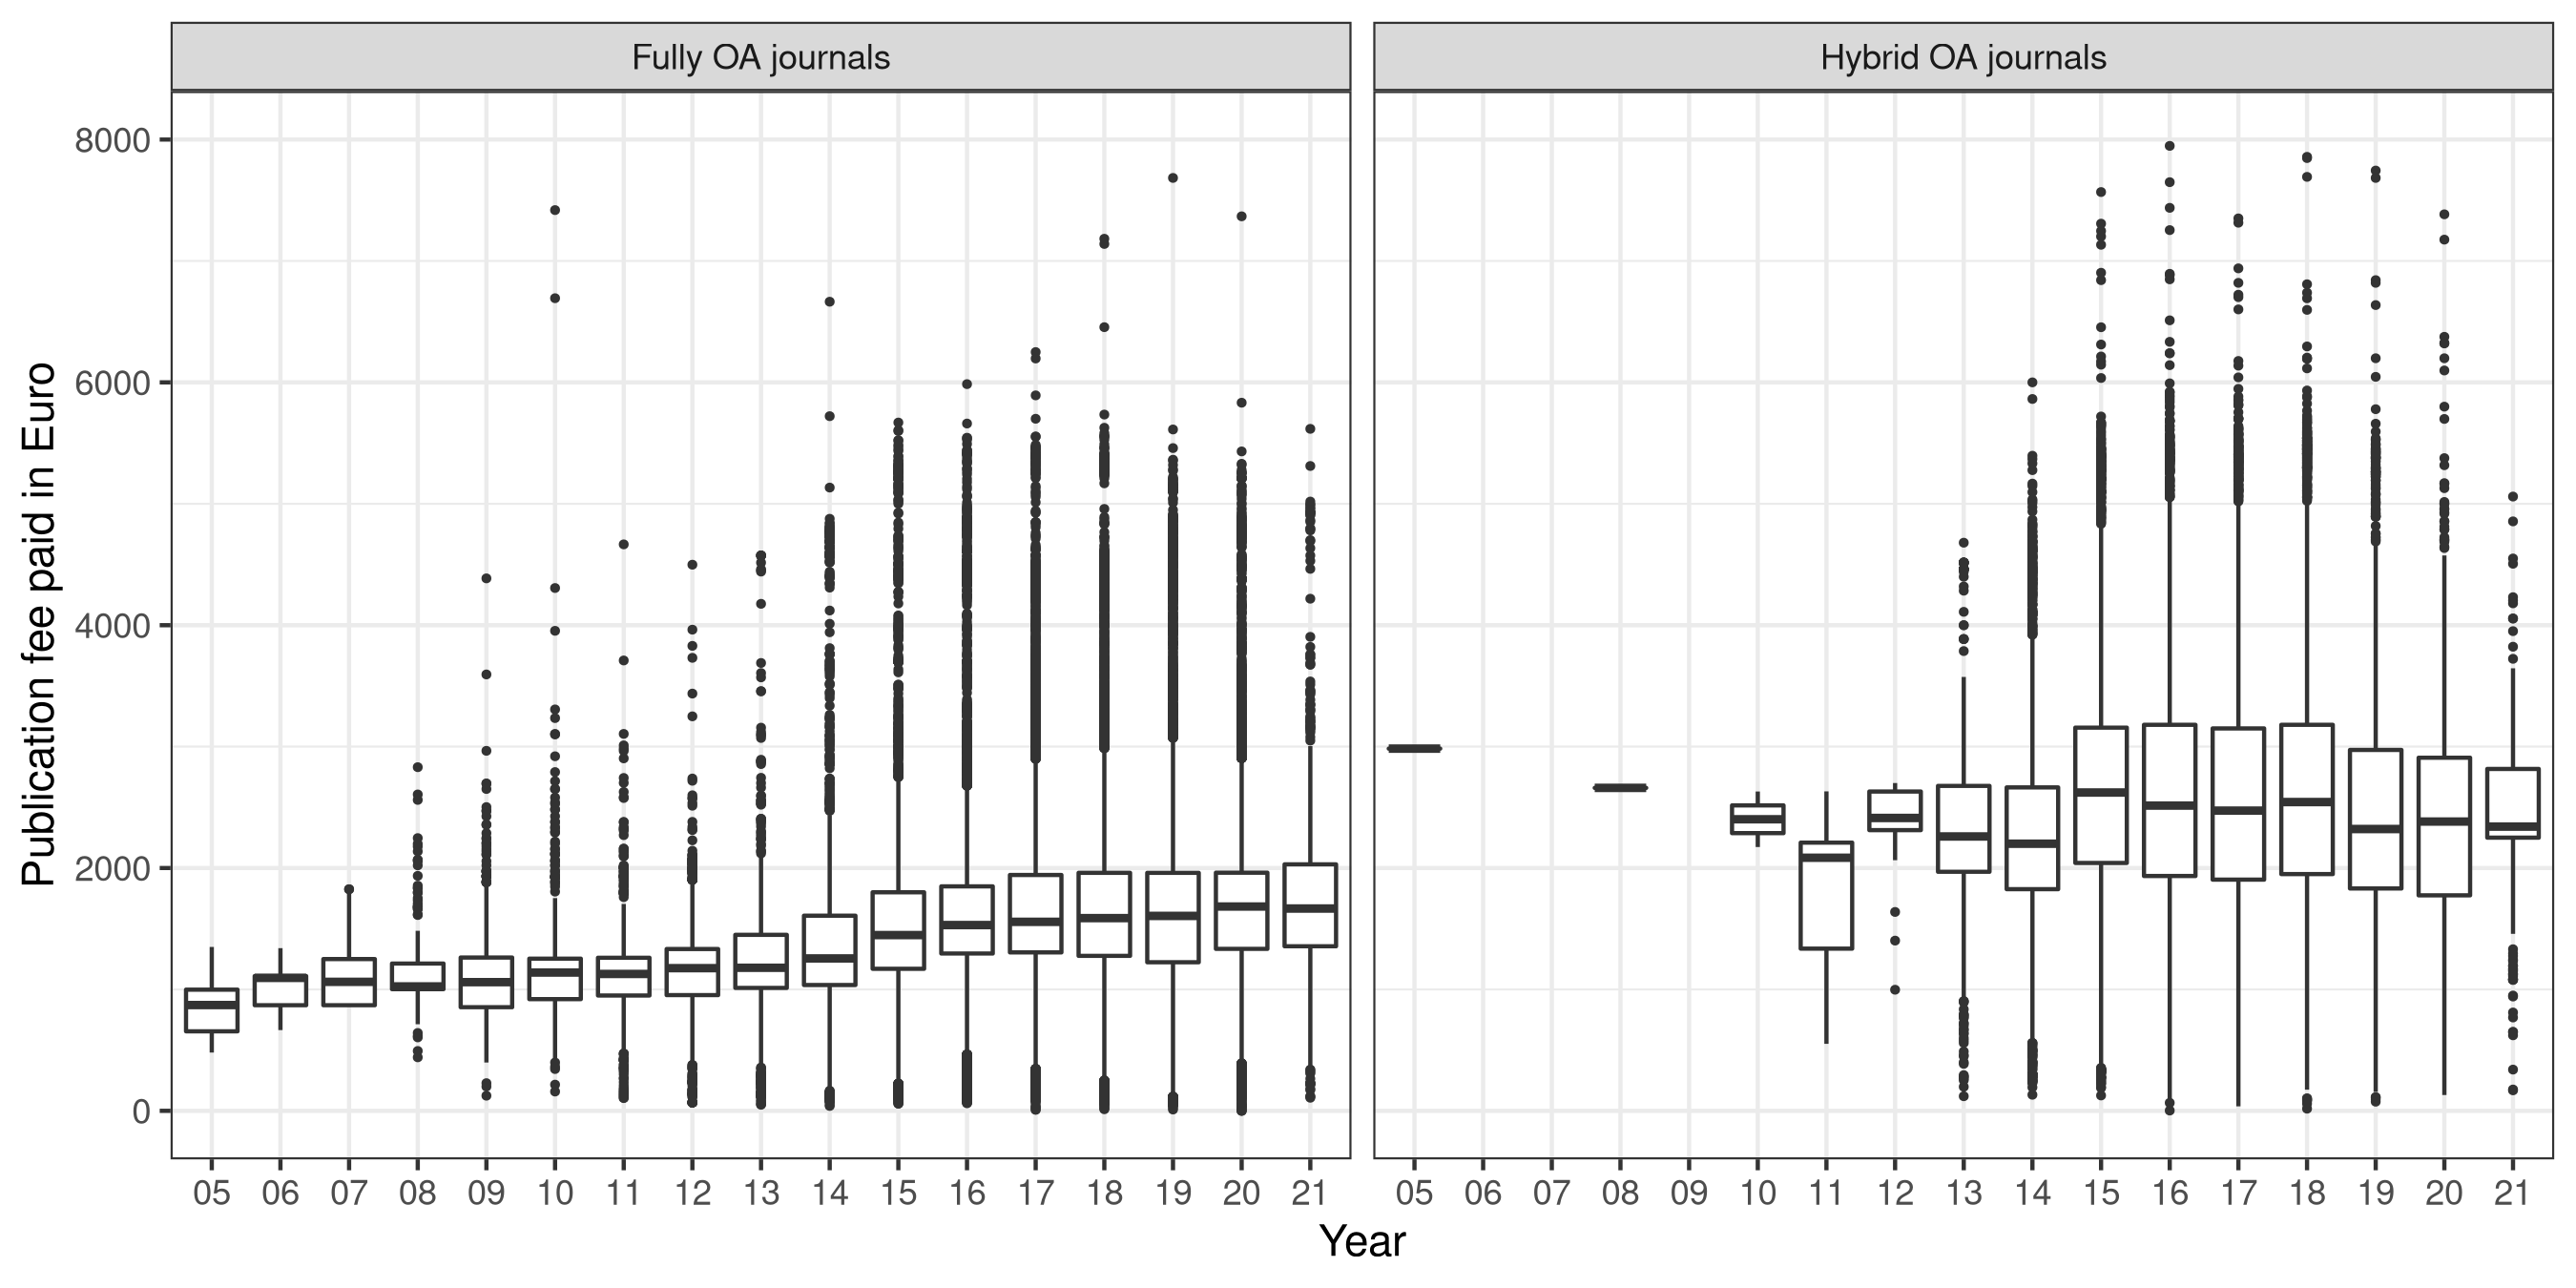 Fully OA journals
Hybrid OA journals
Publication fee paid in Euro
8000
6000
4000
2000
0
05 06 07 08 09 10 11 12 13 14 15 16 17 18 19 20 21
05 06 07 08 09 10 11 12 13 14 15 16 17 18 19 20 21
Year